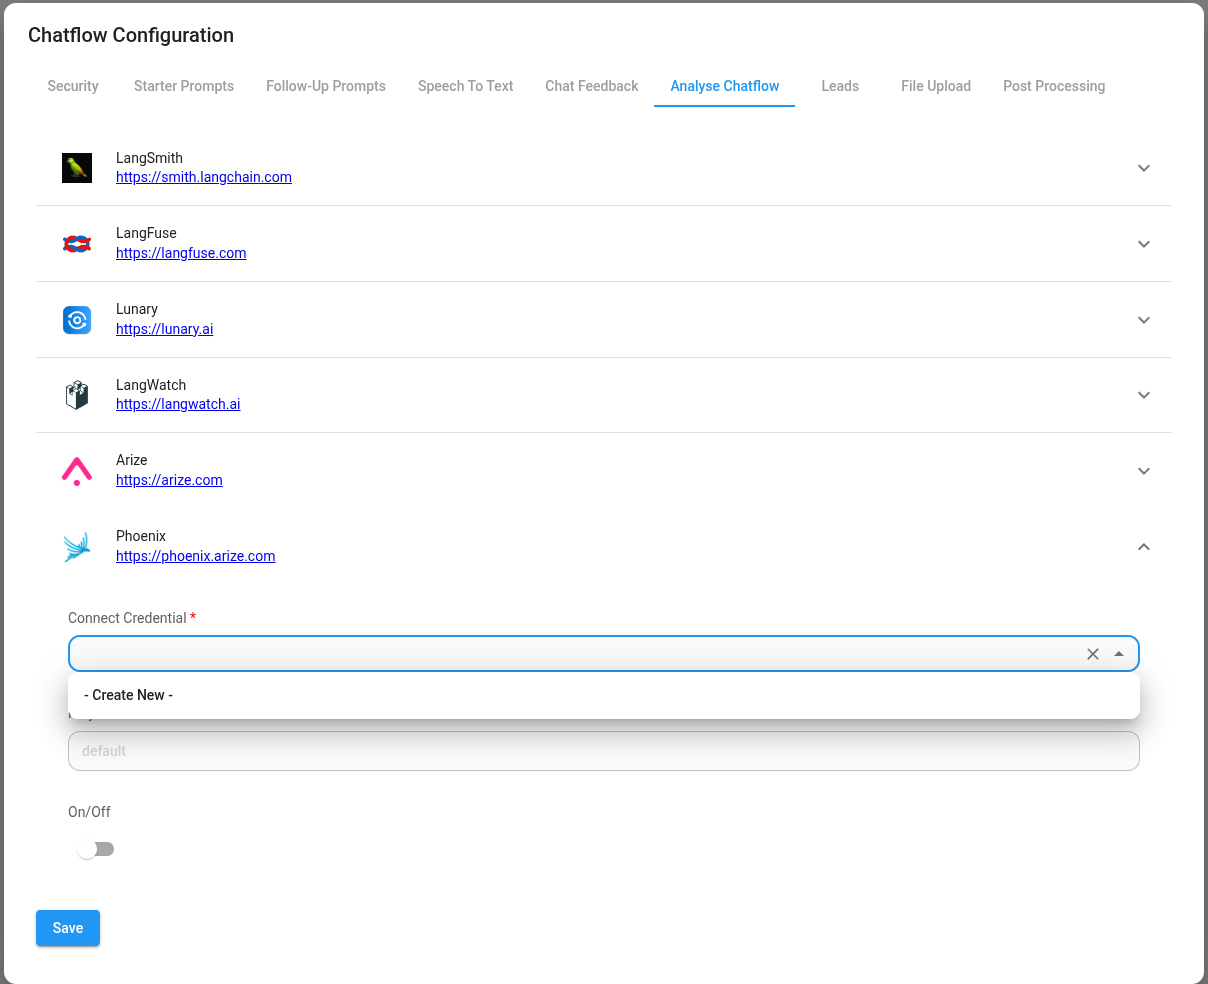 Chatflow Configuration
Security Starter Prompts Follow-Up Prompts Speech To Text Chat Feedback Analyse Chatflow Leads File Upload Post Processing
LangSmith
https://smith.langchain.com
LangFuse
https://langfuse.com
Lunary
https://lunary.ai
LangWatch
https://langwatch.ai
Arize
https://arize.com
Phoenix
https://phoenix.arize.com
Connect Credential *
- Create New -
default
On/Off
Save